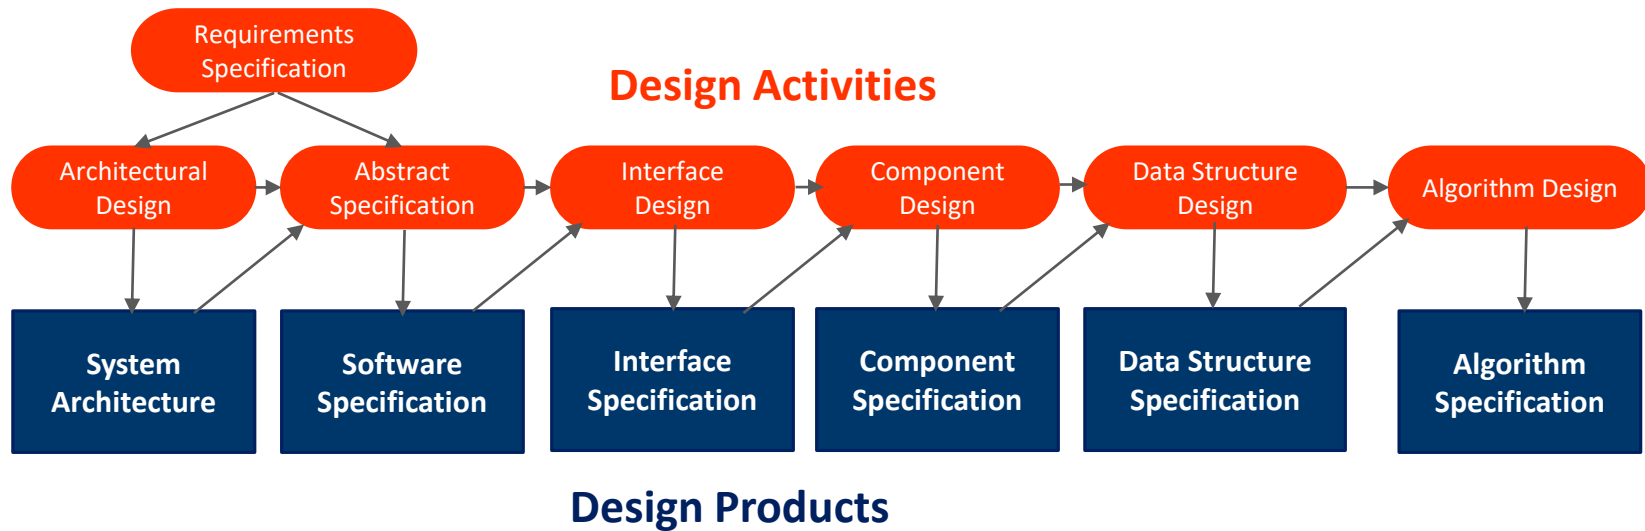 Requirements
Specification
Design Activities
Architectural
Design
Abstract
Specification
Interface
Design
Component
Design
Data Structure
Design
Algorithm Design
System
Architecture
Software
Specification
Interface
Specification
Component
Specification
Data Structure
Specification
Algorithm
Specification
Design Products